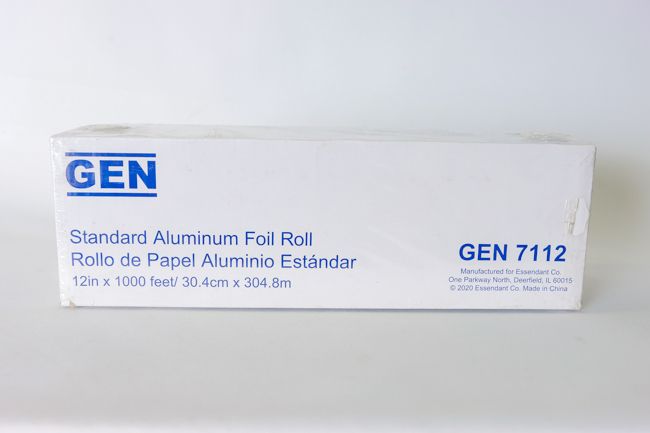 GEN
Standard Aluminum Foil Roll
Rollo de Papel Aluminio Estándar
12in x 1000 feet/ 30.4cm x 304.8m
GEN 7112
Manufactured for Essendant Co.
One Parkway North, Deerfield, IL 60015
© 2020 Essendant Co. Made in China